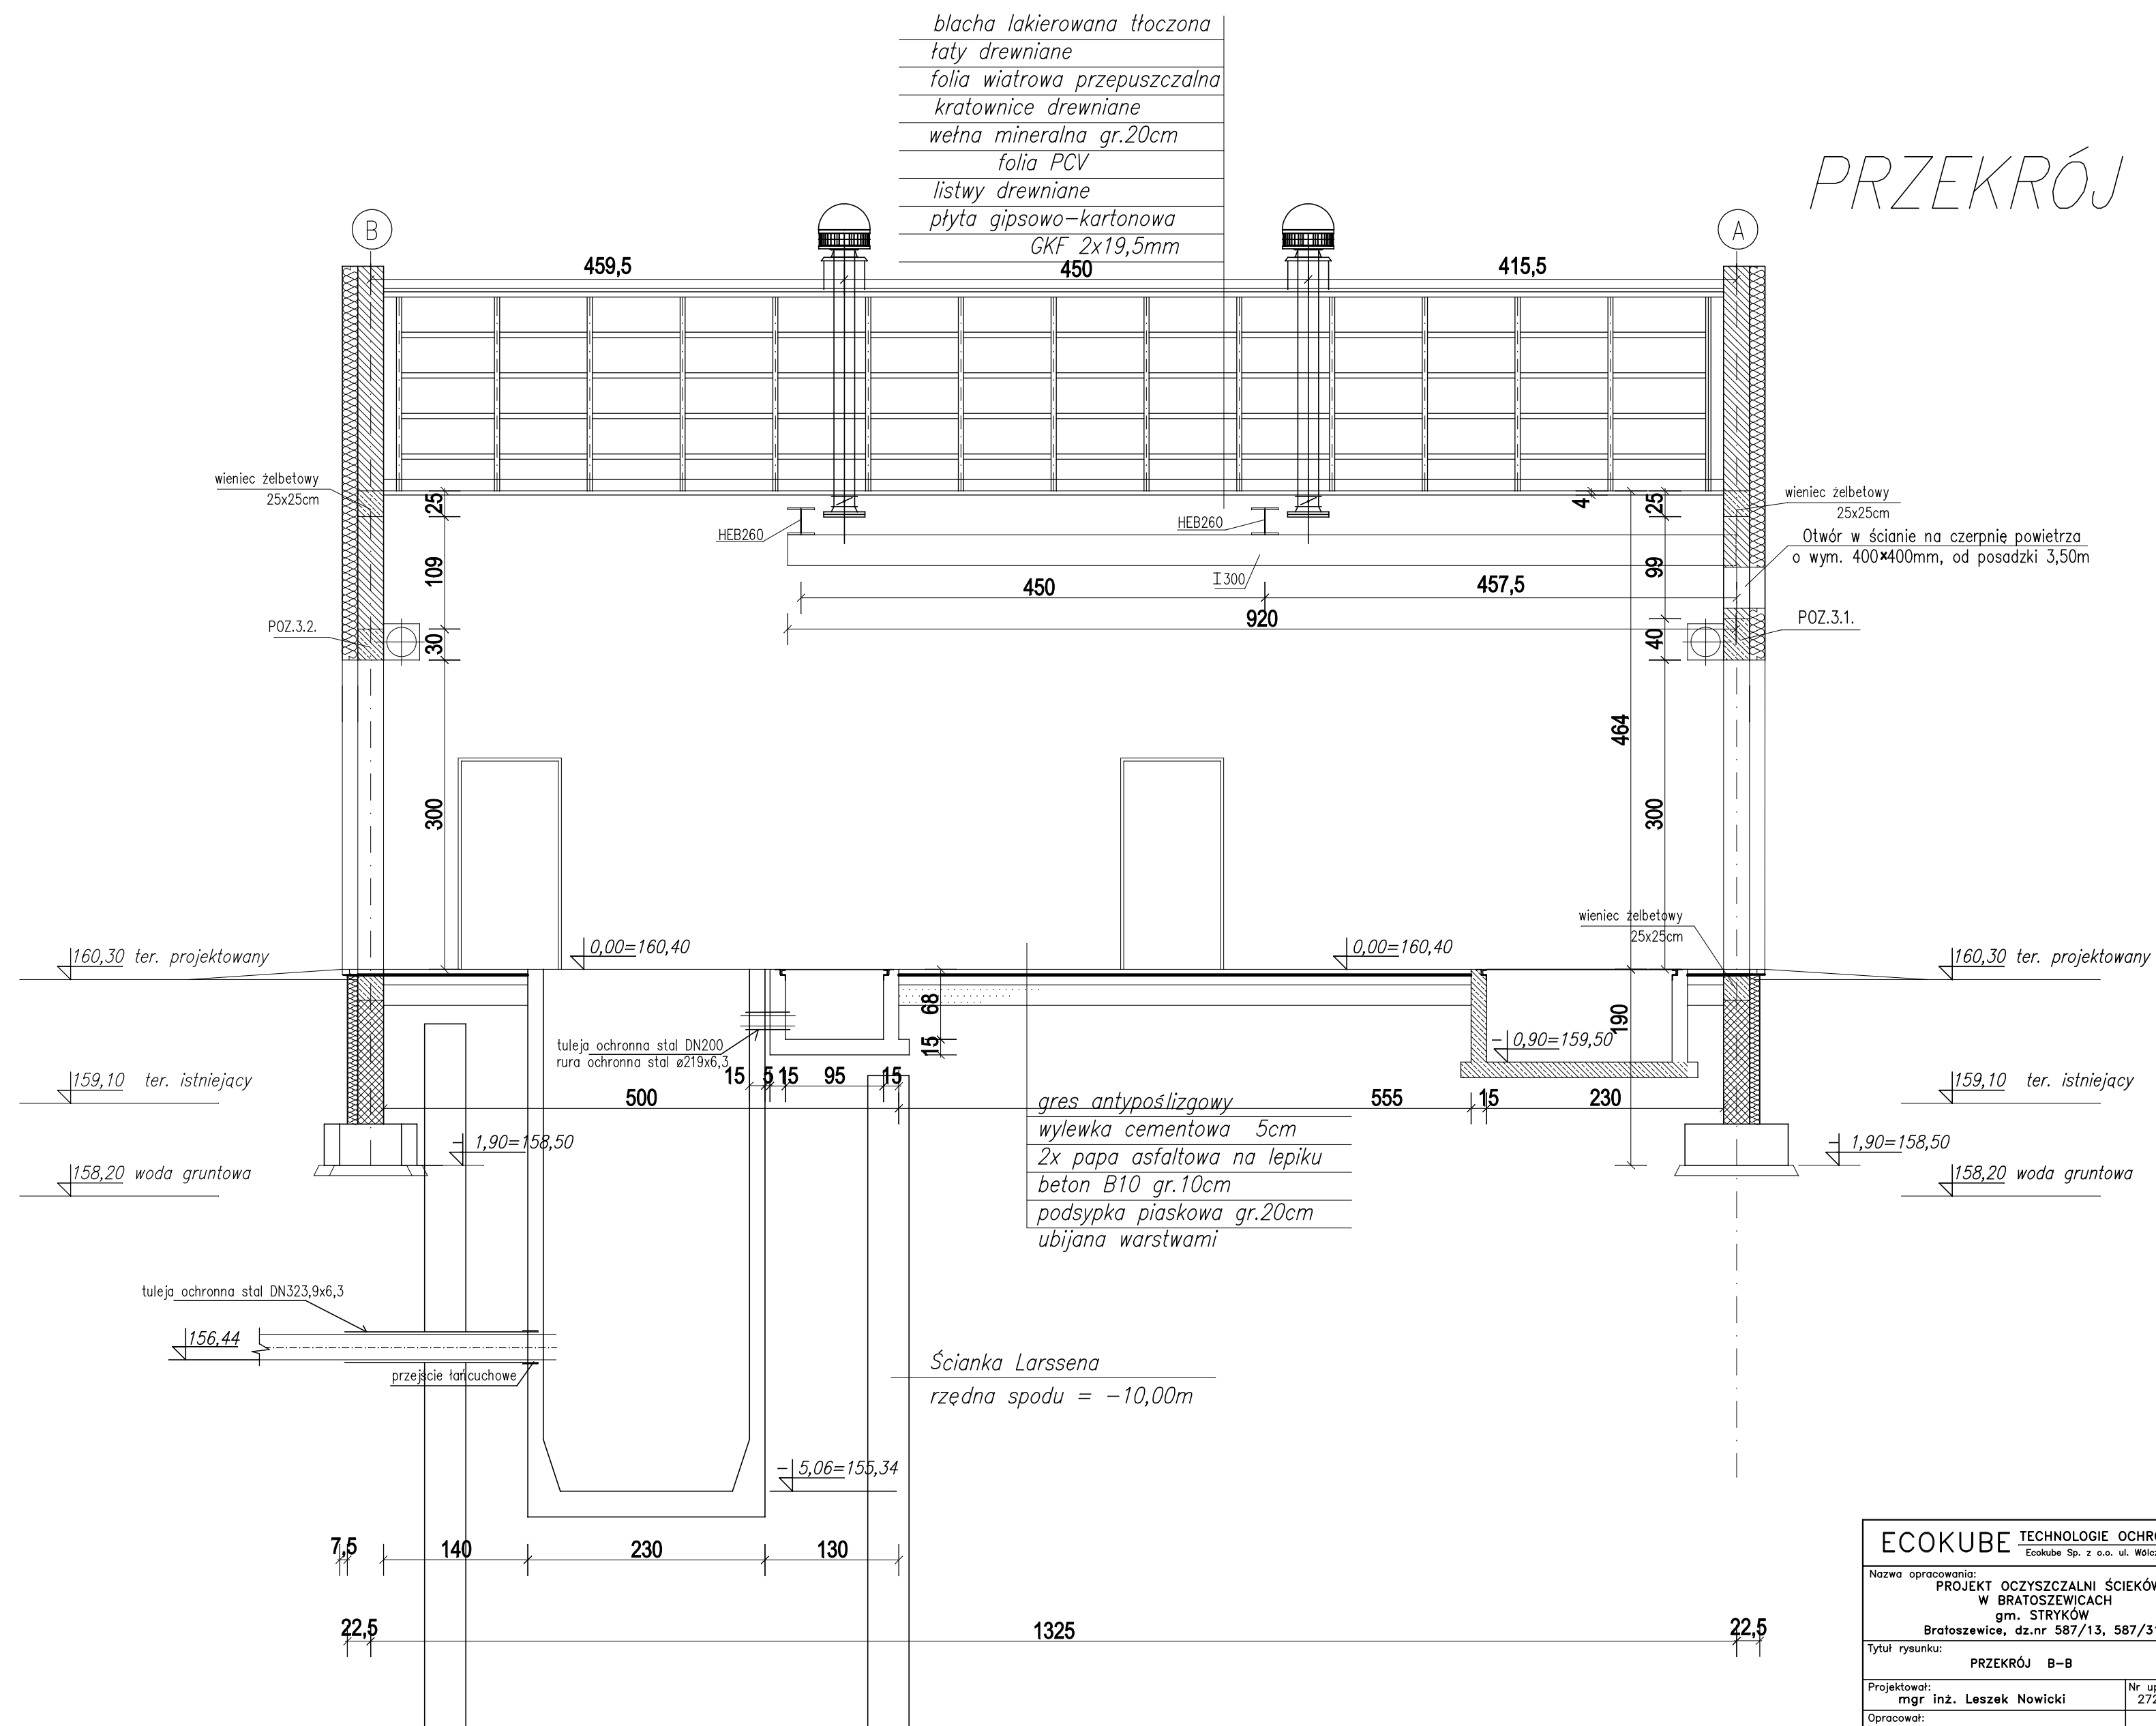 blacha lakierowana tłoczona
łaty drewniane
folia wiatrowa przepuszczalna
kratownice drewniane
wełna mineralna gr.20cm
folia PCV
listwy drewniane
płyta gipsowo-kartonowa
GKF 2x19,5mm
PRZEKRÓJ
B
A
459,5
450
415,5
wieniec żelbetowy
25x25cm
25
HEB260
HEB260
4
25
wieniec żelbetowy
25x25cm
Otwór w ścianie na czerpnię powietrza
o wym. 400x400mm, od posadzki 3,50m
109
I300
99
450
457,5
920
POZ.3.2.
30
40
POZ.3.1.
464
300
300
wieniec żelbetowy
25x25cm
160,30 ter. projektowany
0,00=160,40
0,00=160,40
160,30 ter. projektowany
68
15
190
tuleja ochronna stal DN200
rura ochronna stal ø219x6,3
-0,90=159,50
15
5
15
95
15
159,10 ter. istniejący
159,10 ter. istniejący
500
555
15
230
gres antypoślizgowy
wylewka cementowa 5cm
2x papa asfaltowa na lepiku
beton B10 gr.10cm
podsypka piaskowa gr.20cm
ubijana warstwami
-1,90=158,50
-1,90=158,50
158,20 woda gruntowa
158,20 woda gruntowa
tuleja ochronna stal DN323,9x6,3
156,44
przejście łańcuchowe
Ścianka Larssena
rzędna spodu = -10,00m
-5,06=155,34
7,5
140
230
130
22,5
1325
22,5
ECOKUBE
TECHNOLOGIE
Ecokube Sp. z o.o. ul.
Nazwa opracowania:
PROJEKT OCZYSZCZALNI ŚCIEKÓW
W BRATOSZEWICACH
gm. STRYKÓW
Bratoszewice, dz.nr 587/13,
Tytuł rysunku:
PRZEKRÓJ B-B
Projektował:
Nr
mgr inż. Leszek Nowicki
Opracował: